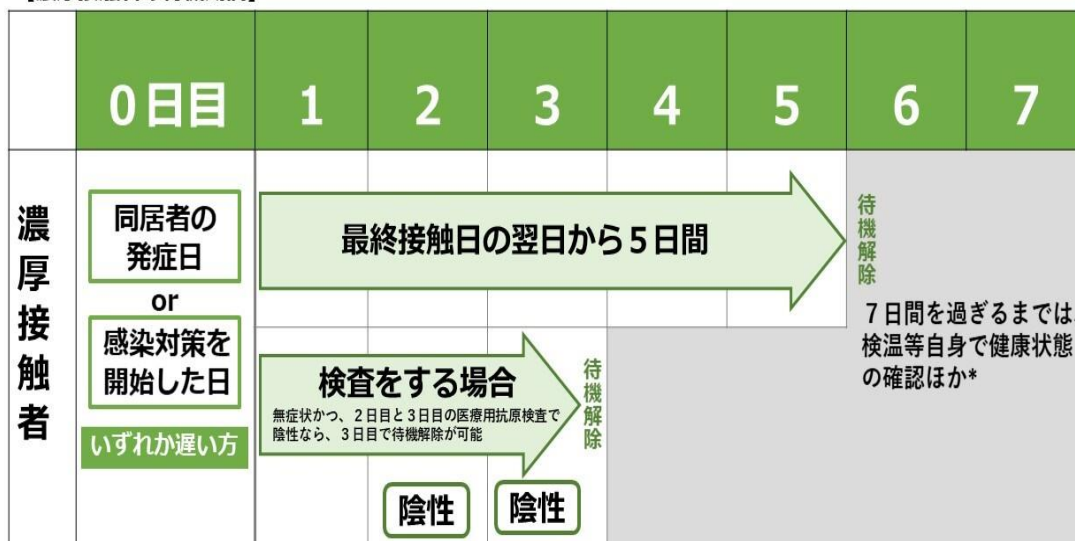 0日目 1 2 3 4 5 6 7
濃厚接触者
同居者の
発症日
or
感染対策を
開始した日
いずれか遅い方
最終接触日の翌日から5日間
待機解除
7日間を過ぎるまでは
検温等自身で健康状態
の確認ほか*
検査をする場合
無症状かつ、2日目と3日目の医療用抗原検査で
陰性なら、3日目で待機解除が可能
待機解除
陰性
陰性